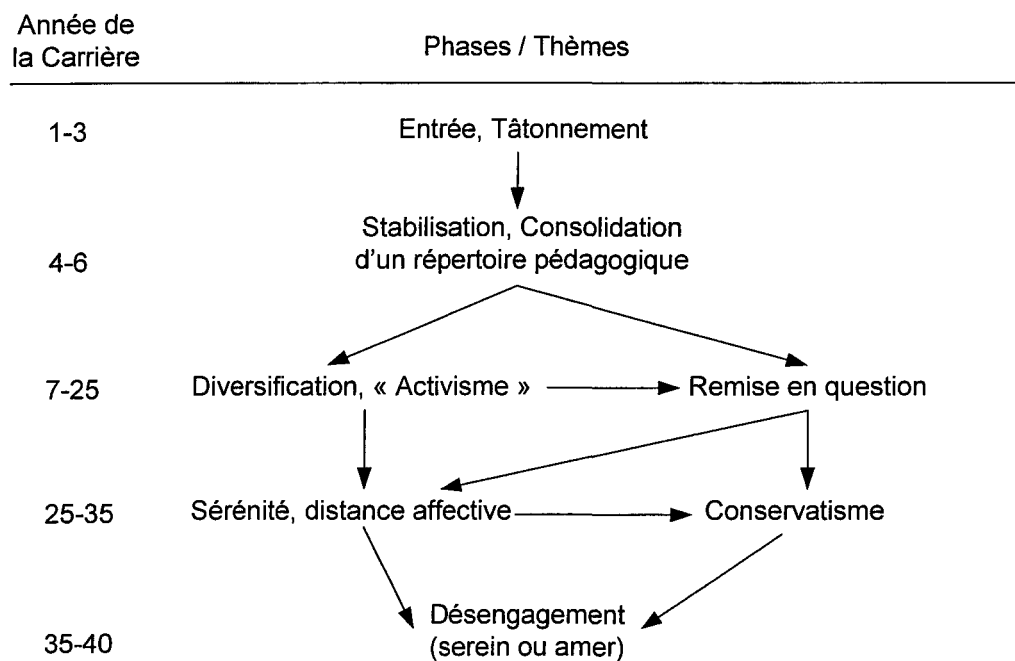 Année de
la Carrière
Phases / Thèmes
1-3
Entrée, Tâtonnement
Stabilisation, Consolidation
4-6
d'un répertoire pédagogique
7-25
Diversification, « Activisme »
Remise en question
25-35
Sérénité, distance affective
Conservatisme
Désengagement
35-40
(serein ou amer)